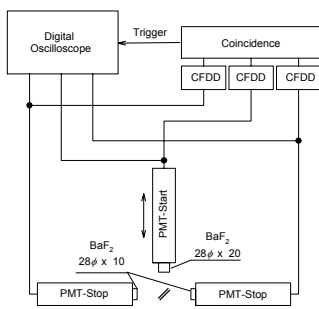 Digital
Oscilloscope
Trigger
Coincidence
CFDD
CFDD
CFDD
PMT-Start
BaF₂
28ϕ x 10
BaF₂
28ϕ x 20
PMT-Stop
PMT-Stop